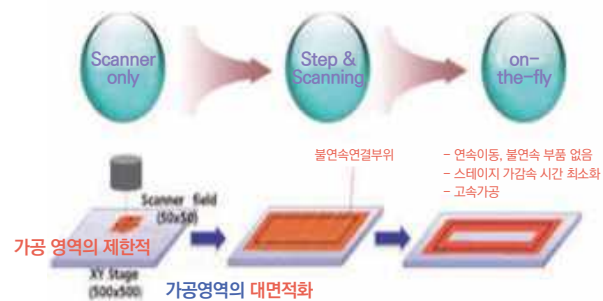 Scanner
only
Step &
Scanning
on-
the-fly
불연속연결부위
- 연속이동, 불연속 부품 없음
- 스테이지 가감속 시간 최소화
- 고속가공
Scanner field
(50x50)
가공 영역의 제한적
XY Stage
(500x500)
가공영역의 대면적화